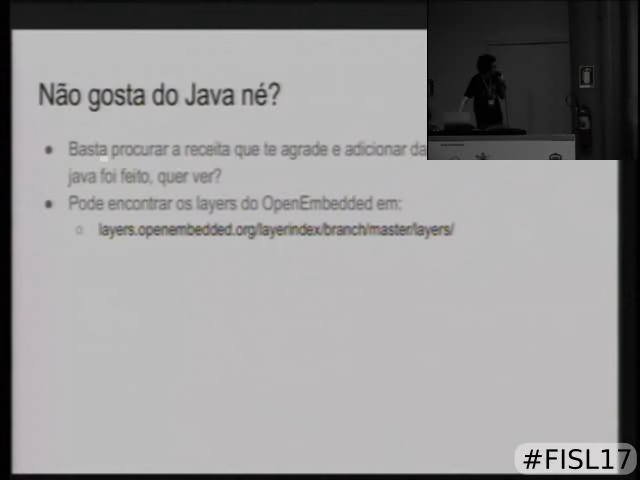 Não gosta do Java né?
● Basta procurar a receita que te agrade e adicionar da
java foi feito, quer ver?
● Pode encontrar os layers do OpenEmbedded em:
○ layers.openembedded.org/layerindex/branch/master/layers/
#FISL17